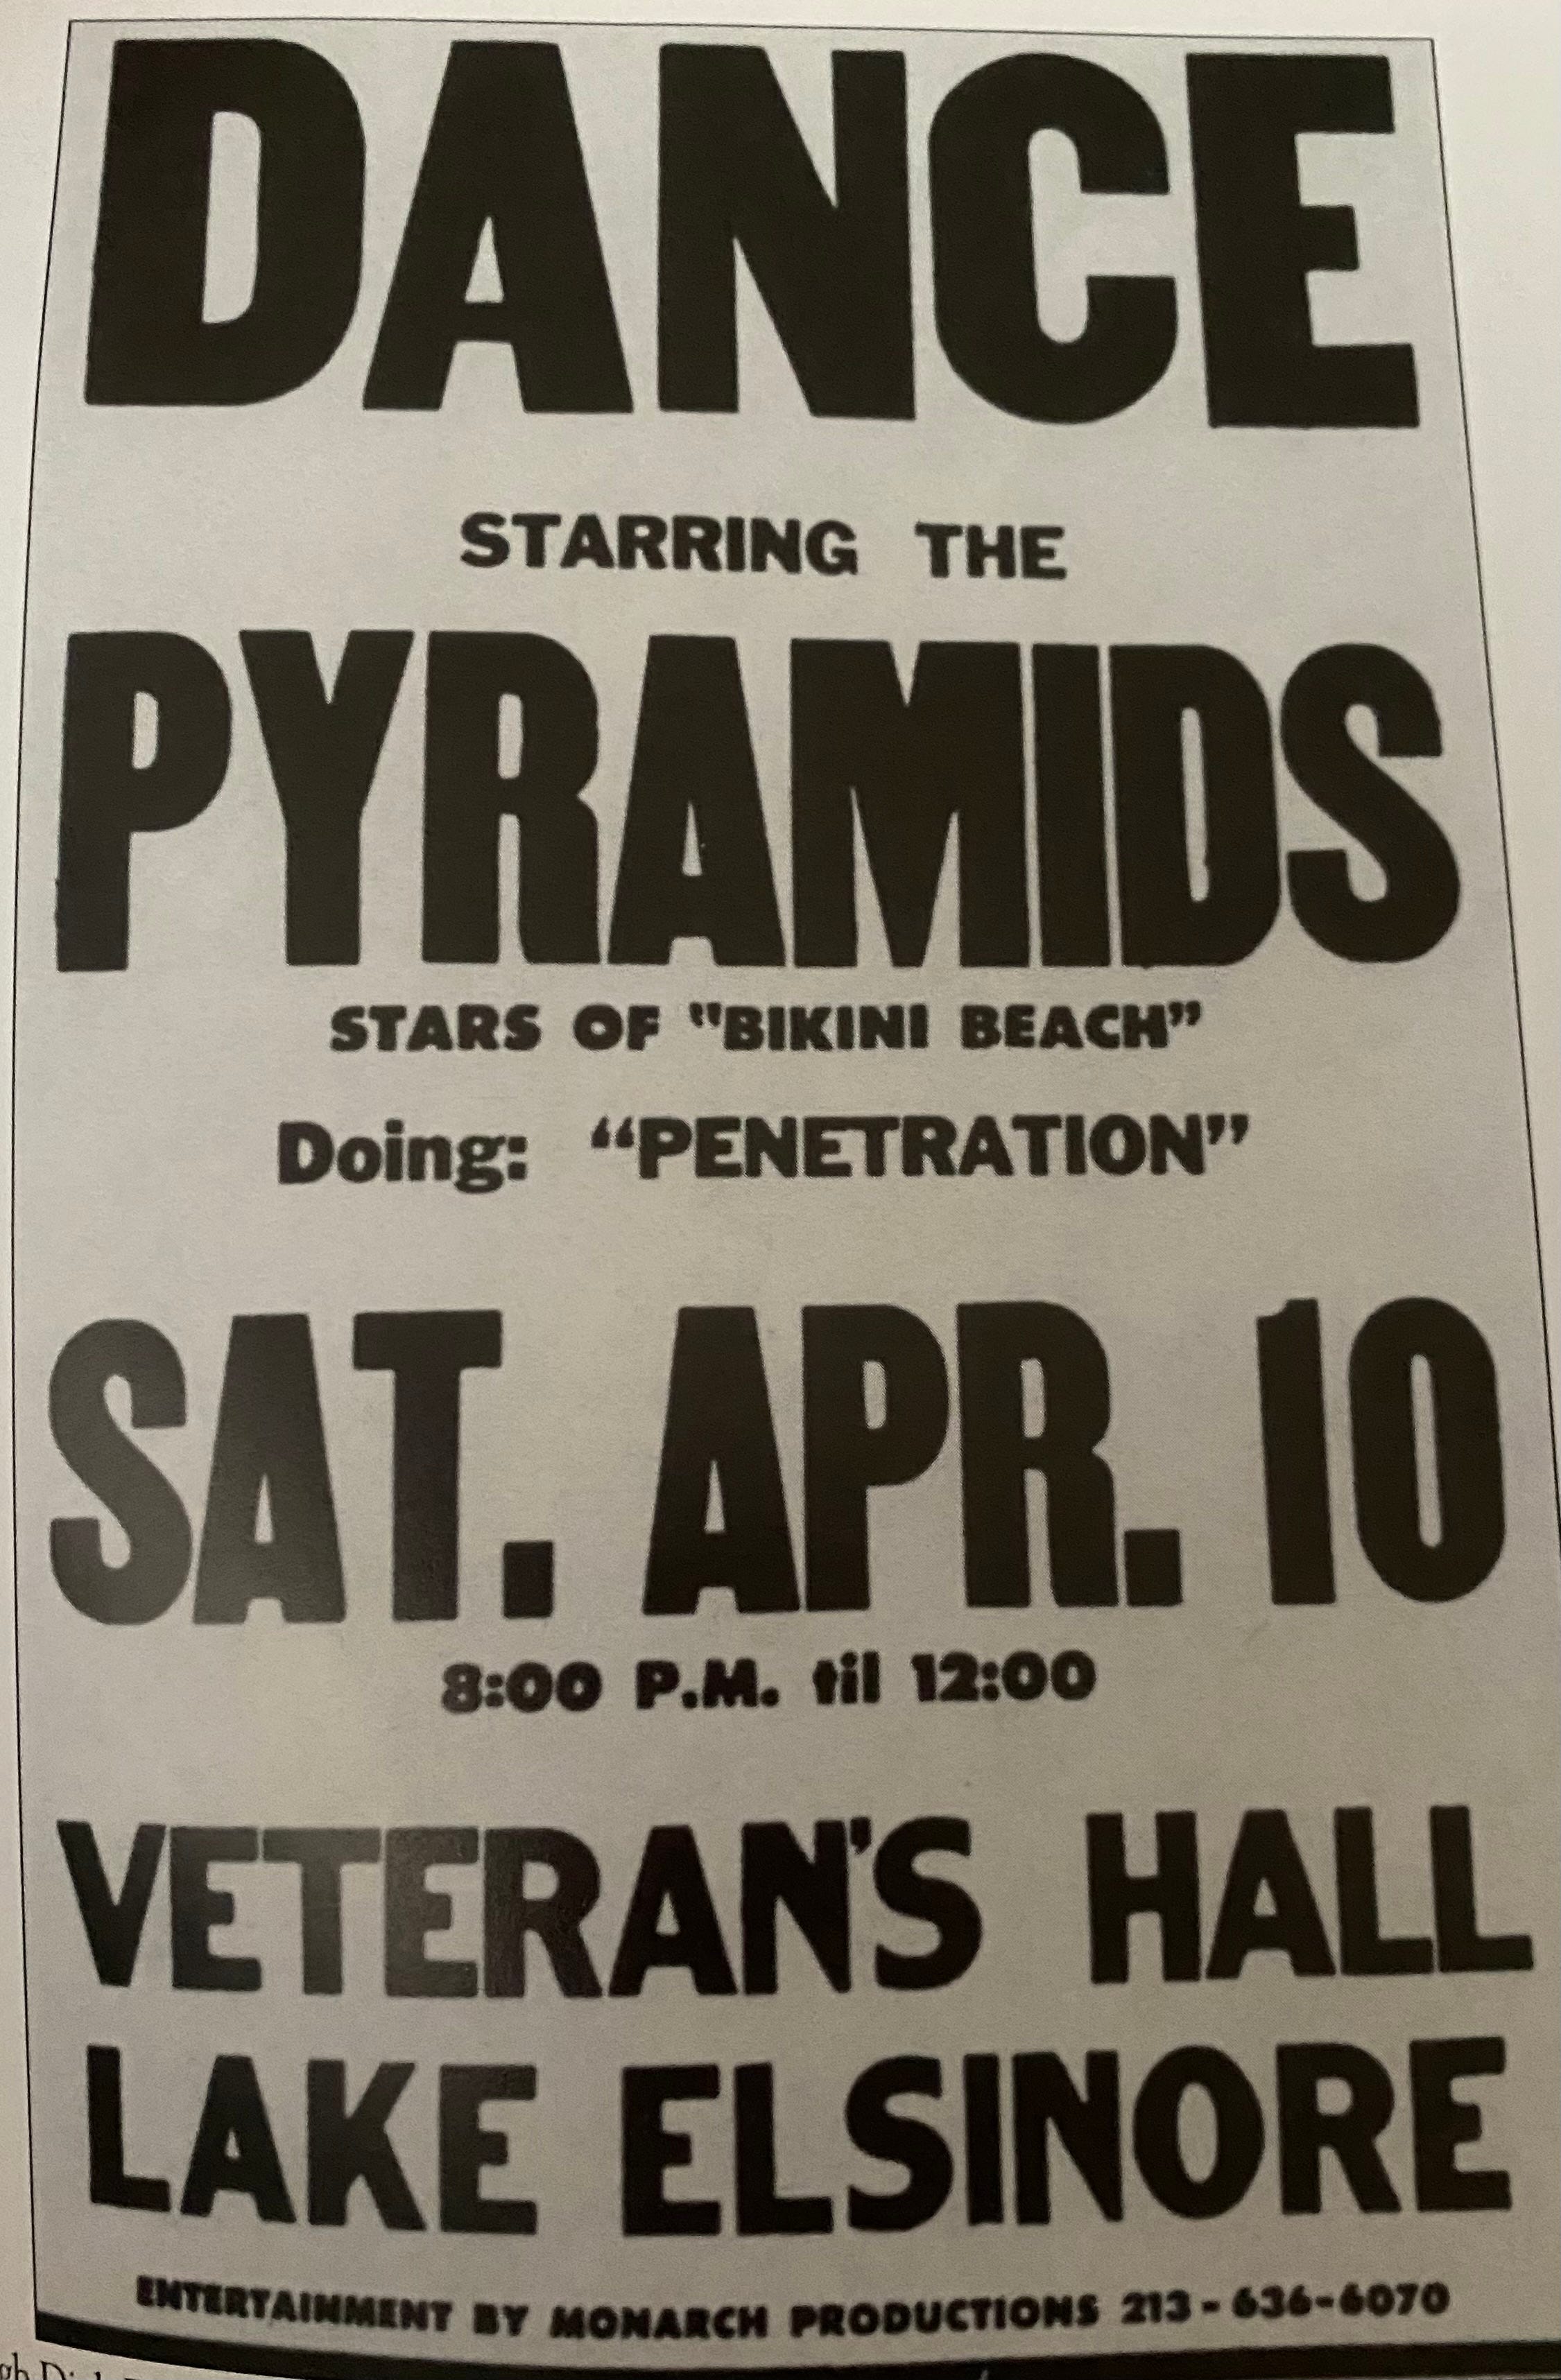 DANCE
STARRING THE
PYRAMIDS
STARS OF "BIKINI BEACH"
Doing: “PENETRATION”
SAT. APR. 10
8:00 P.M. til 12:00
VETERAN'S HALL
LAKE ELSINORE
ENTERTAINMENT BY MONARCH PRODUCTIONS 213-636-6070